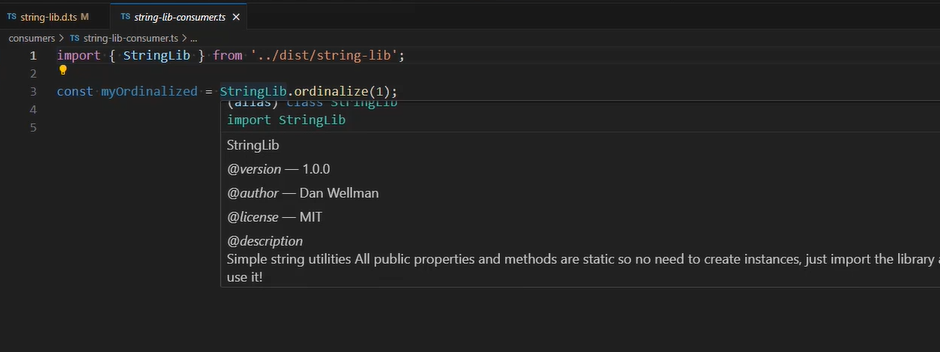 TS string-lib.d.ts M TS string-lib-consumer.ts ×
consumers > TS string-lib-consumer.ts > ...
1 import { StringLib } from '../dist/string-lib';
2
3 const myOrdinalized = StringLib.ordinalize(1);
4 (alias) class StringLib
import StringLib
5
StringLib
@version — 1.0.0
@author — Dan Wellman
@license — MIT
@description
Simple string utilities All public properties and methods are static so no need to create instances, just import the library a
use it!